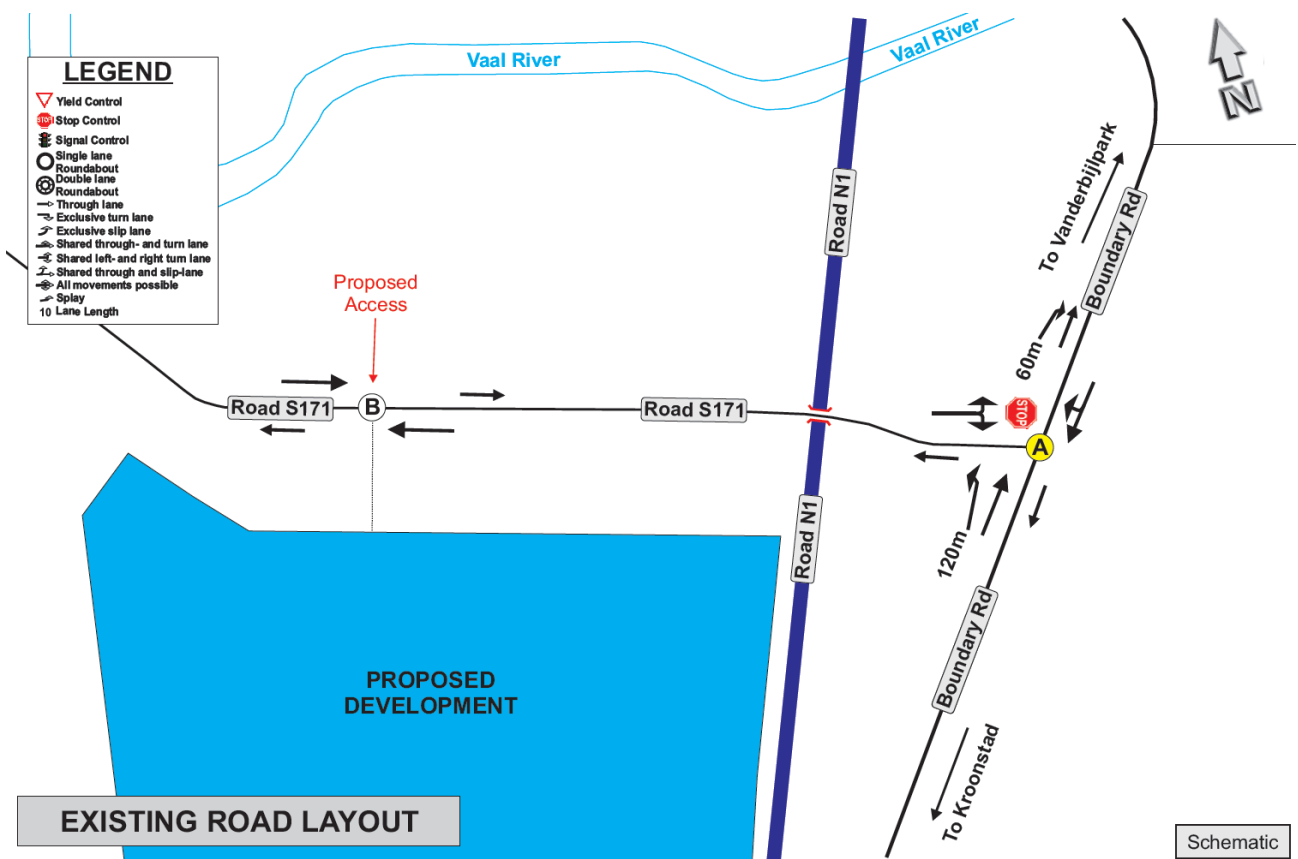 Vaal River
Vaal River
N
LEGEND
Yield Control
STOP
Stop Control
Signal Control
Single lane
Roundabout
Double lane
Roundabout
Through lane
Exclusive turn lane
Exclusive slip lane
Shared through- and turn lane
Shared left- and right turn lane
Shared through and slip-lane
All movements possible
Splay
10 Lane Length
Road N1
To Vanderbijlpark
Boundary Rd
Proposed
Access
60m
Road S171
B
Road S171
STOP
A
Road N1
120m
Boundary Rd
PROPOSED
DEVELOPMENT
To Kroonstad
EXISTING ROAD LAYOUT
Schematic